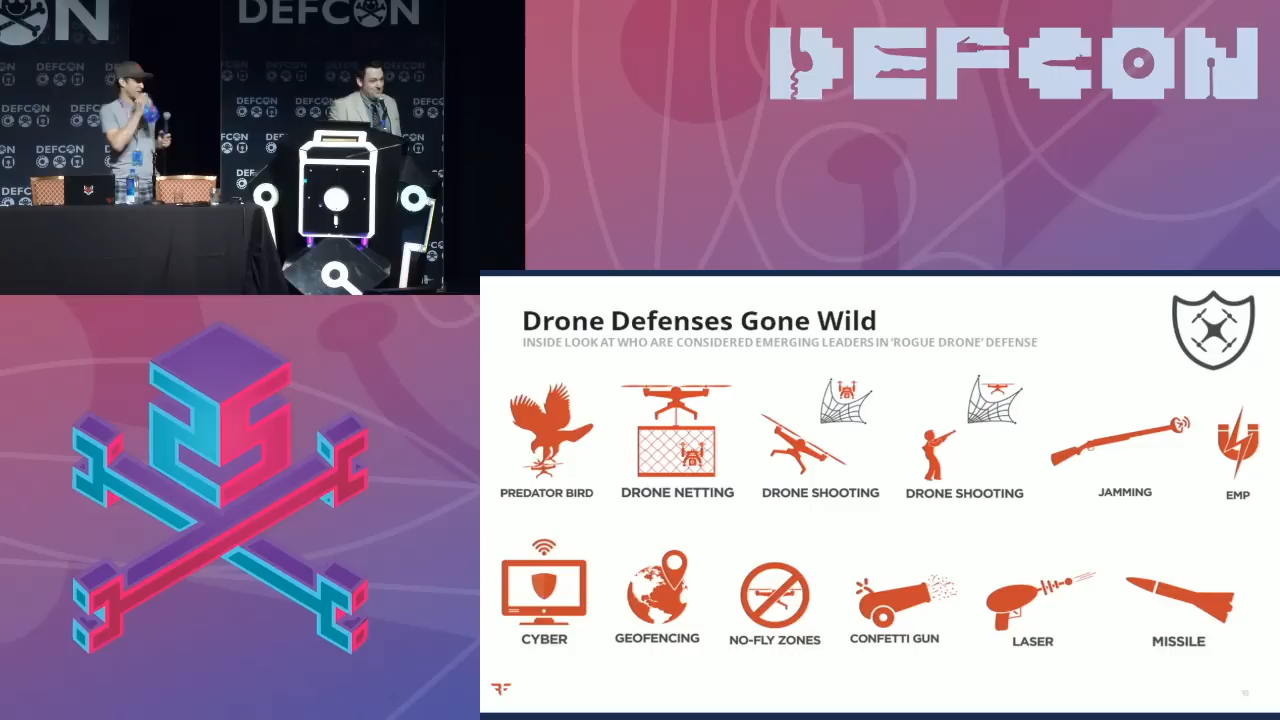 DEFCON
DEFCON
Drone Defenses Gone Wild
INSIDE LOOK AT WHO ARE CONSIDERED EMERGING LEADERS IN 'ROGUE DRONE' DEFENSE
PREDATOR BIRD
DRONE NETTING
DRONE SHOOTING
DRONE SHOOTING
JAMMING
EMP
CYBER
GEOFENCING
NO-FLY ZONES
CONFETTI GUN
LASER
MISSILE